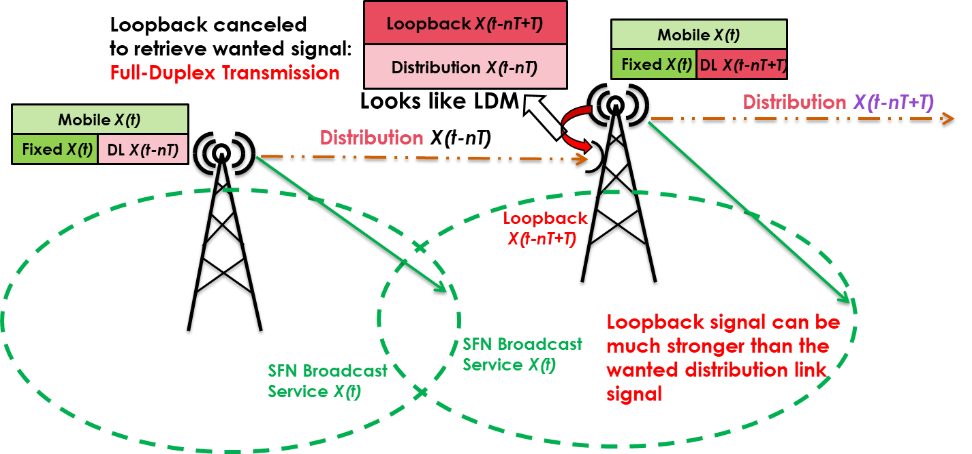 Loopback canceled
to retrieve wanted signal:
Full-Duplex Transmission
Loopback X(t-nT+T)
Distribution X(t-nT)
Looks like LDM
Mobile X(t)
Fixed X(t) DL X(t-nT+T)
Distribution X(t-nT+T)
Mobile X(t)
Fixed X(t) DL X(t-nT)
Distribution X(t-nT)
Loopback
X(t-nT+T)
SFN Broadcast
Service X(t)
SFN Broadcast
Service X(t)
Loopback signal can be
much stronger than the
wanted distribution link
signal